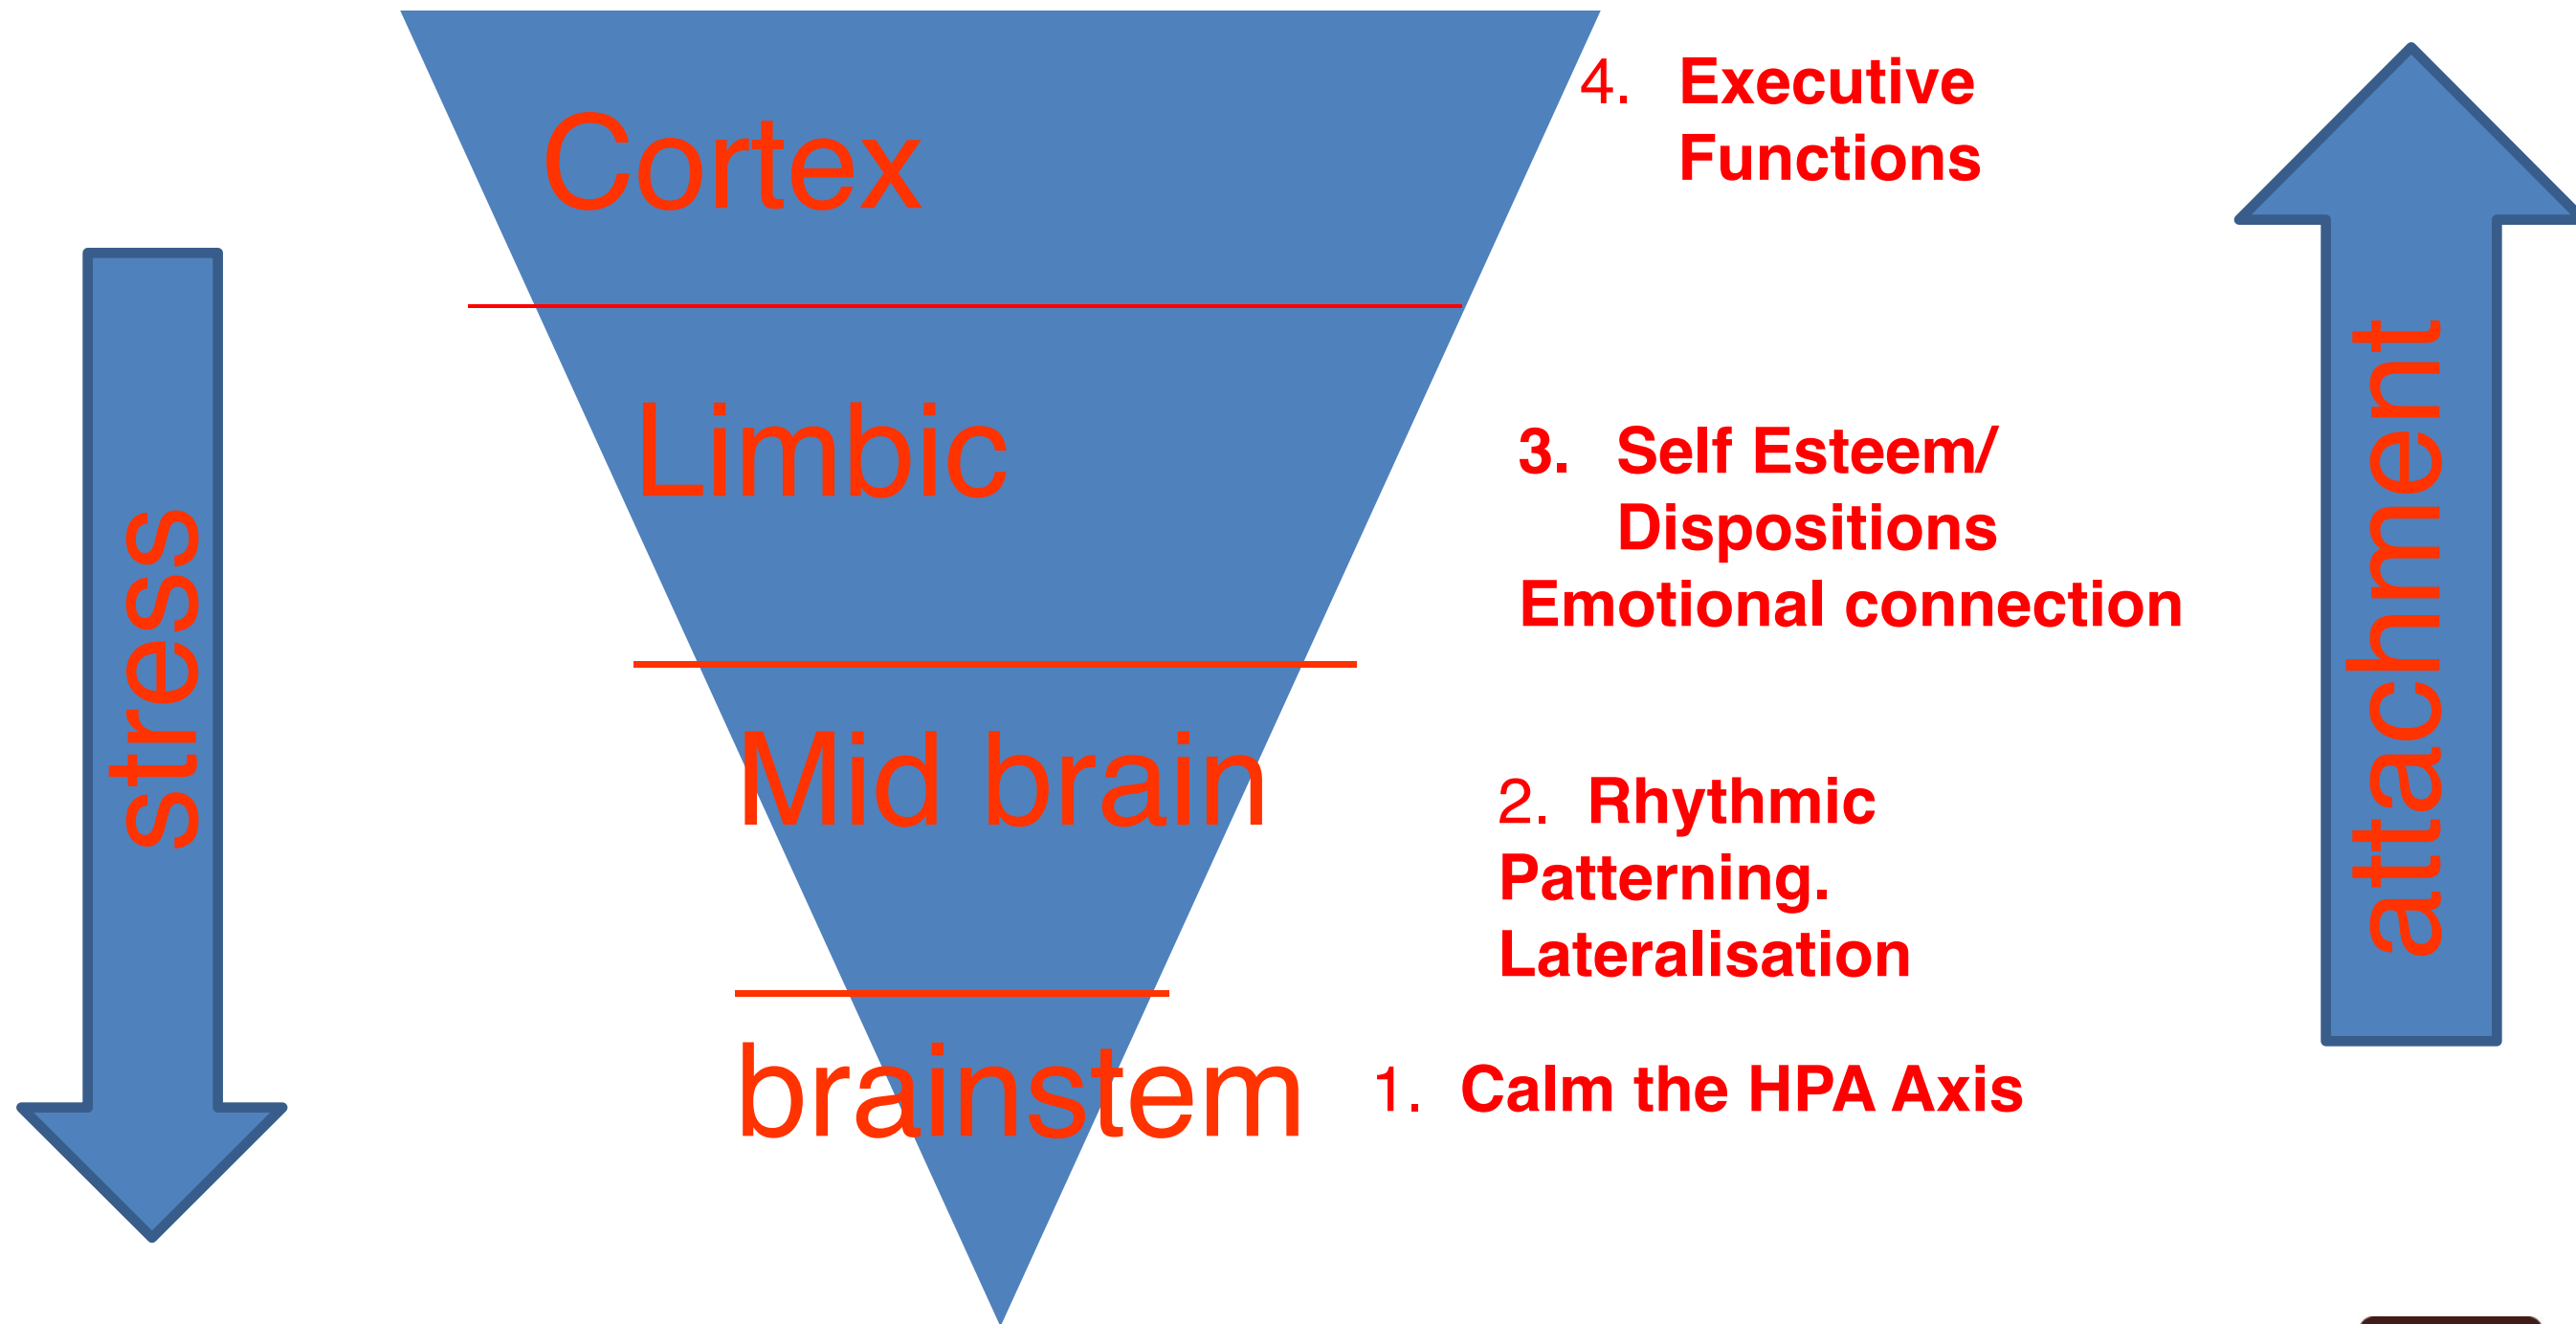 Cortex
4. Executive
Functions
Limbic
3. Self Esteem/
Dispositions
Emotional connection
Mid brain
2. Rhythmic
Patterning.
Lateralisation
brainstem
1. Calm the HPA Axis
stress
attachment